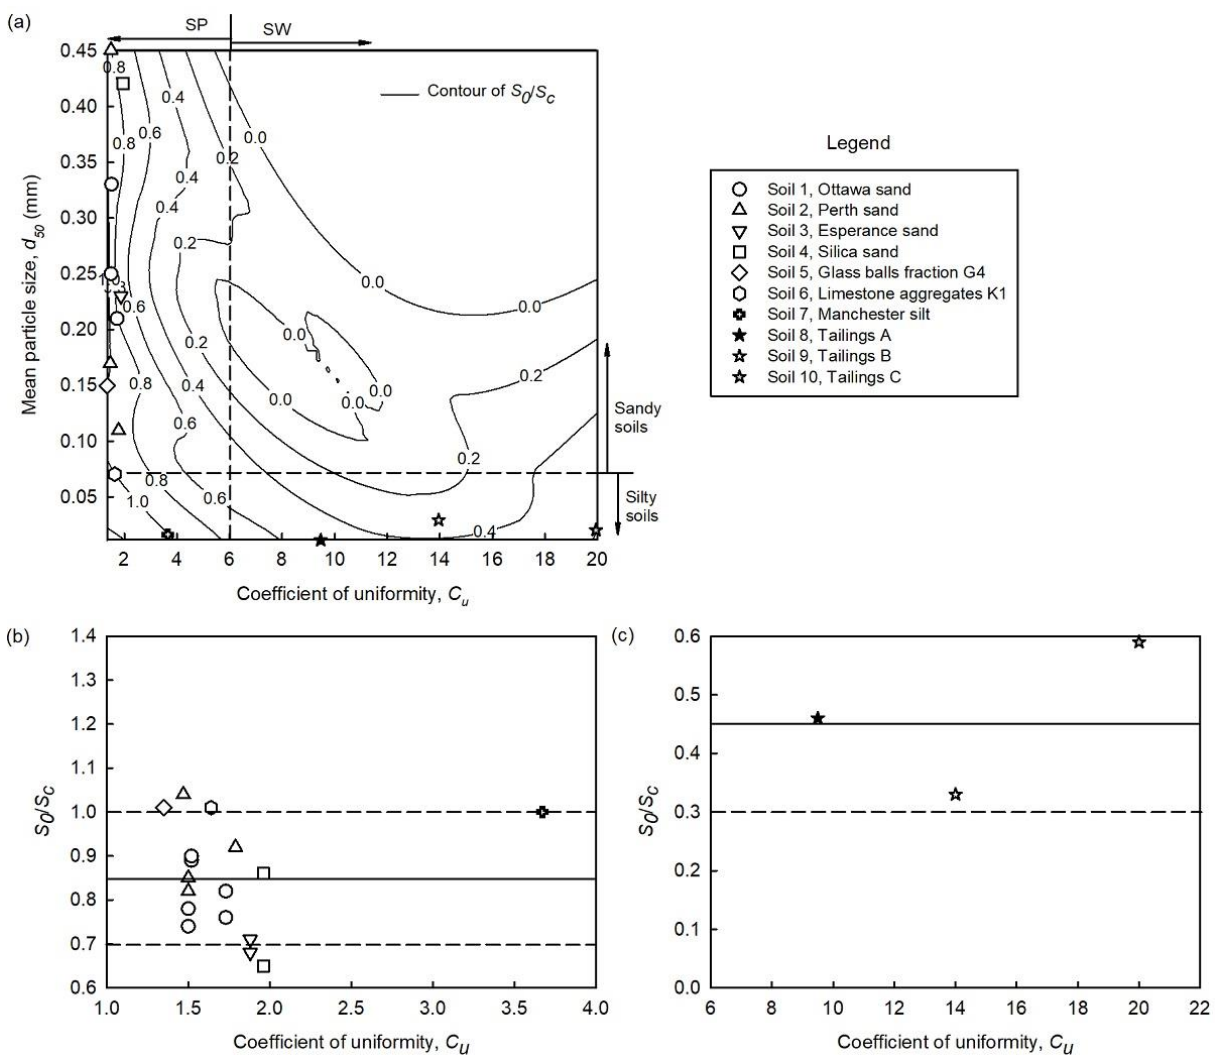 (a)
SP
SW
0.45
0.40
0.35
0.30
0.25
0.20
0.15
0.10
0.05
Mean particle size, d50 (mm)
Contour of S0/Sc
0.8
0.4
0.6
0.8
0.0
0.2
0.4
0.4
0.2
0.0
0.0
0.6
0.2
0.0
0.8
0.4
0.0
0.0
0.0
0.2
0.6
0.2
0.8
0.6
1.0
0.4
Sandy
soils
Silty
soils
2
4
6
8
10
12
14
16
18
20
Coefficient of uniformity, Cu
Legend
Soil 1, Ottawa sand
Soil 2, Perth sand
Soil 3, Esperance sand
Soil 4, Silica sand
Soil 5, Glass balls fraction G4
Soil 6, Limestone aggregates K1
Soil 7, Manchester silt
Soil 8, Tailings A
Soil 9, Tailings B
Soil 10, Tailings C
(b)
1.4
1.3
1.2
1.1
1.0
0.9
0.8
0.7
0.6
S0/SC
1.0
1.5
2.0
2.5
3.0
3.5
4.0
Coefficient of uniformity, CU
(c)
0.6
0.5
0.4
0.3
0.2
0.1
0.0
S0/SC
6
8
10
12
14
16
18
20
22
Coefficient of uniformity, CU